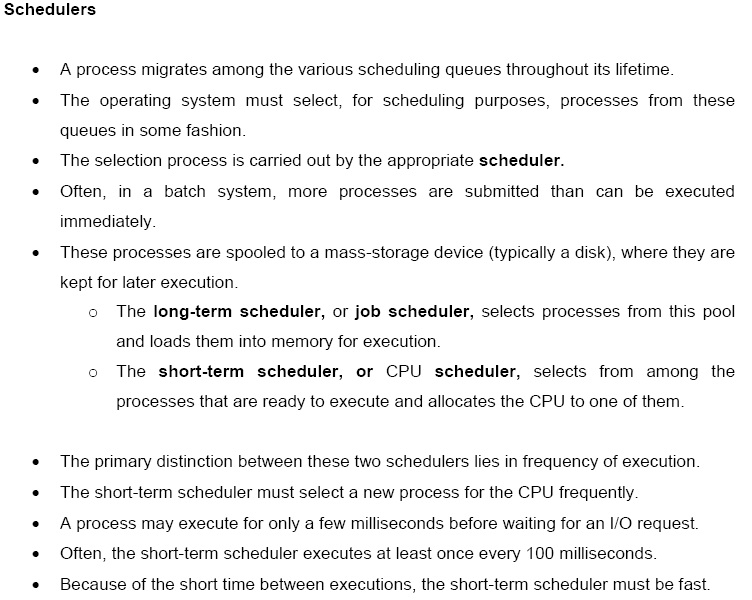 Schedulers
• A process migrates among the various scheduling queues throughout its lifetime.
• The operating system must select, for scheduling purposes, processes from these
queues in some fashion.
• The selection process is carried out by the appropriate scheduler.
• Often, in a batch system, more processes are submitted than can be executed
immediately.
• These processes are spooled to a mass-storage device (typically a disk), where they are
kept for later execution.
o The long-term scheduler, or job scheduler, selects processes from this pool
and loads them into memory for execution.
o The short-term scheduler, or CPU scheduler, selects from among the
processes that are ready to execute and allocates the CPU to one of them.
• The primary distinction between these two schedulers lies in frequency of execution.
• The short-term scheduler must select a new process for the CPU frequently.
• A process may execute for only a few milliseconds before waiting for an I/O request.
• Often, the short-term scheduler executes at least once every 100 milliseconds.
• Because of the short time between executions, the short-term scheduler must be fast.